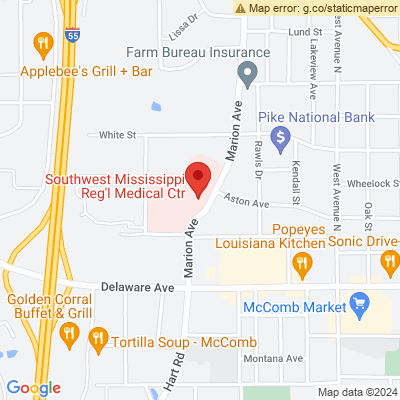 Map error: g.co/staticmaperror
55
Lissa Dr
Lund St
Lakeview Ave
West Avenue N
Farm Bureau Insurance
Applebee's Grill + Bar
Marion Ave
White St
Pike National Bank
$
Rawis Dr
Kendall St
West Avenue N
Wheelock St
Southwest Mississippi
Reg'l Medical Ctr
Aston Ave
Oak St
Marion Ave
Popeyes
Louisiana Kitchen
Sonic Drive-
Delaware Ave
Golden Corral
Buffet & Grill
McComb Market
Tortilla Soup - McComb
Hart Rd
Montana Ave
Google
Map data ©2024